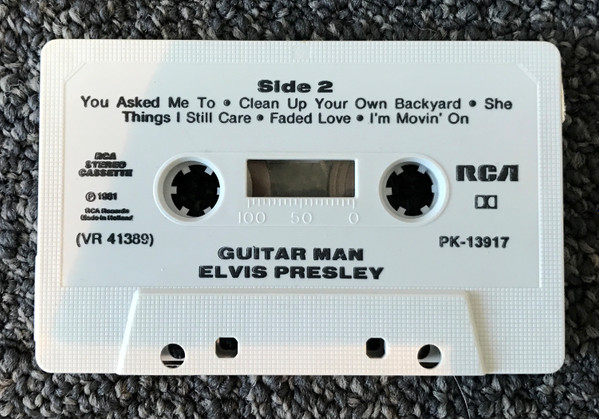 Side 2
You Asked Me To • Clean Up Your Own Backyard • She
Things I Still Care • Faded Love • I'm Movin' On
RCA
STEREO
CASSETTE
RCA
℗ 1981
RCA Records
Made in Holland
100 50 0
(VR 41389)
PK-13917
GUITAR MAN
ELVIS PRESLEY